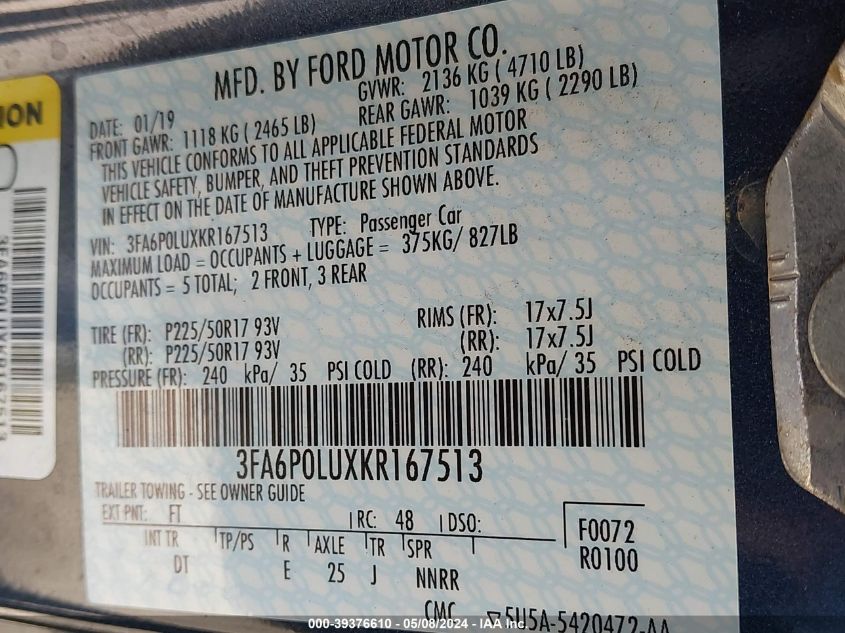 MFD. BY FORD MOTOR CO.
DATE: 01/19 GVWR: 2136 KG ( 4710 LB)
FRONT GAWR: 1118 KG ( 2465 LB) REAR GAWR: 1039 KG ( 2290 LB)
THIS VEHICLE CONFORMS TO ALL APPLICABLE FEDERAL MOTOR
VEHICLE SAFETY, BUMPER, AND THEFT PREVENTION STANDARDS
IN EFFECT ON THE DATE OF MANUFACTURE SHOWN ABOVE.
VIN: 3FA6P0LUXKR167513 TYPE: Passenger Car
MAXIMUM LOAD = OCCUPANTS + LUGGAGE = 375KG/ 827LB
OCCUPANTS = 5 TOTAL; 2 FRONT, 3 REAR
TIRE (FR): P225/50R17 93V RIMS (FR): 17x7.5J
(RR): P225/50R17 93V (RR): 17x7.5J
PRESSURE (FR): 240 kPa/ 35 PSI COLD (RR): 240 kPa/ 35 PSI COLD
3FA6P0LUXKR167513
TRAILER TOWING - SEE OWNER GUIDE
EXT PNT: FT RC: 48 DSO: F0072
INT TR TP/PS R AXLE TR SPR R0100
DT E 25 J NNRR
CMC 5U5A-5420472-AA
3FA6P0LUXKR167513
000-39376610 - 05/08/2024 - IAA Inc.